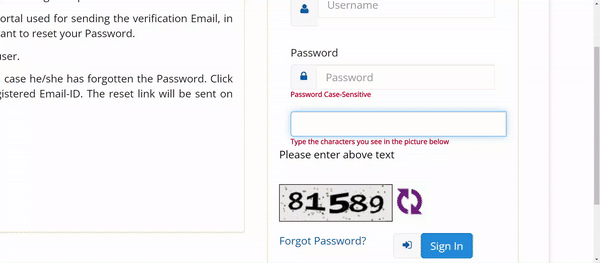 Username
ortal used for sending the verification Email, in
ant to reset your Password.
user.
case he/she has forgotten the Password. Click
gistered Email-ID. The reset link will be sent on
Password
Password
Password Case-Sensitive
Type the characters you see in the picture below
Please enter above text
81589
Forgot Password?
Sign In